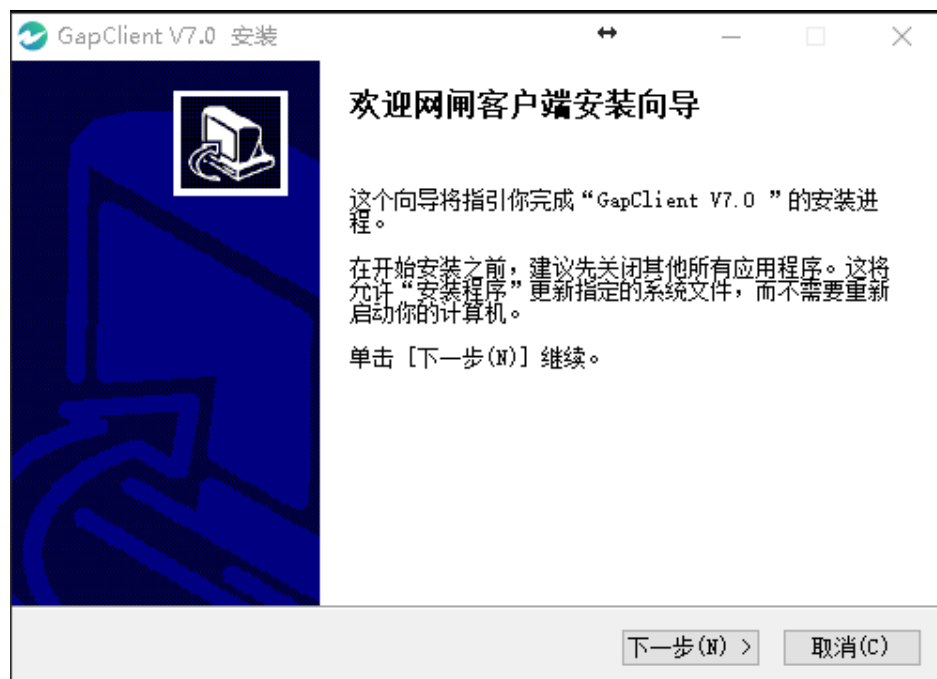 GapClient V7.0 安装
欢迎网闸客户端安装向导
这个向导将指引你完成“GapClient V7.0 ”的安装进
程。
在开始安装之前，建议先关闭其他所有应用程序。这将
允许“安装程序”更新指定的系统文件，而不需要重新
启动你的计算机。
单击 [下一步(N)] 继续。
下一步(N) >
取消(C)